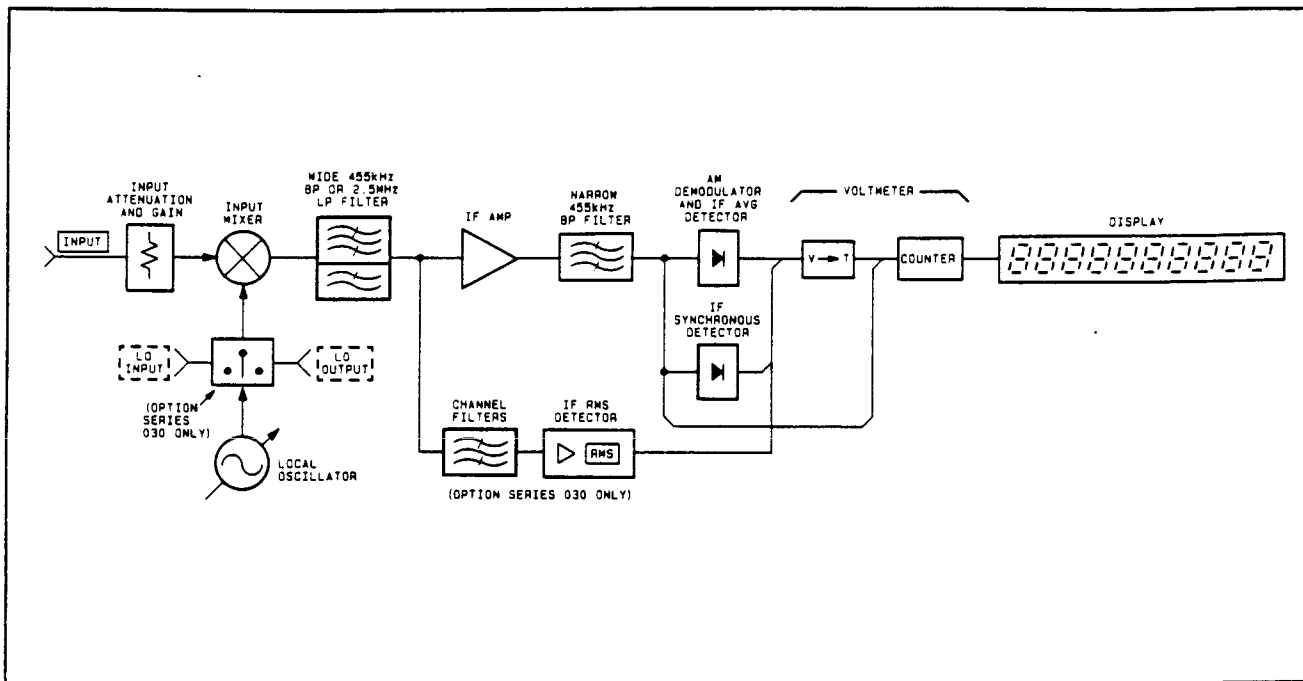 INPUT
ATTENUATION
AND GAIN
INPUT
INPUT
MIXER
WIDE 455kHz
BP OR 2.5MHz
LP FILTER
IF AMP
NARROW
455kHz
BP FILTER
AM
DEMODULATOR
AND IF AVG
DETECTOR
VOLTMETER
V → T
COUNTER
DISPLAY
8888888888
IF
SYNCHRONOUS
DETECTOR
LO
INPUT
LO
OUTPUT
(OPTION
SERIES
030 ONLY)
LOCAL
OSCILLATOR
CHANNEL
FILTERS
IF RMS
DETECTOR
RMS
(OPTION SERIES 030 ONLY)